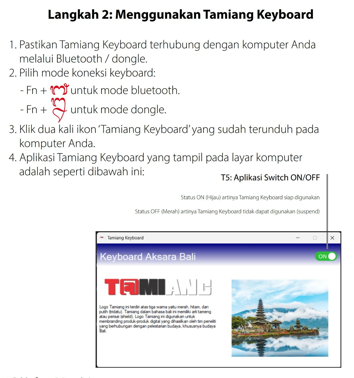 Langkah 2: Menggunakan Tamiang Keyboard
1. Pastikan Tamiang Keyboard terhubung dengan komputer Anda
melalui Bluetooth / dongle.
2. Pilih mode koneksi keyboard:
- Fn + untuk mode bluetooth.
- Fn + untuk mode dongle.
3. Klik dua kali ikon 'Tamiang Keyboard' yang sudah terunduh pada
komputer Anda.
4. Aplikasi Tamiang Keyboard yang tampil pada layar komputer
adalah seperti dibawah ini:
T5: Aplikasi Switch ON/OFF
Status ON (Hijau) artinya Tamiang Keyboard siap digunakan
Status OFF (Merah) artinya Tamiang Keyboard tidak dapat digunakan (suspend)
Tamiang Keyboard
Keyboard Aksara Bali
ON
TAMIANG
Logo Tamiang ini terdiri atas tiga warna yaitu merah, hitam, dan
putih (tridatu). Tamiang dalam bahasa bali ini memiliki arti tameng
atau perisai (shield). Logo Tamiang ini digunakan untuk
membranding produk-produk digital yang dihasilkan oleh tim peneliti
yang berhubungan dengan pelestarian budaya, khususnya budaya
Bali.